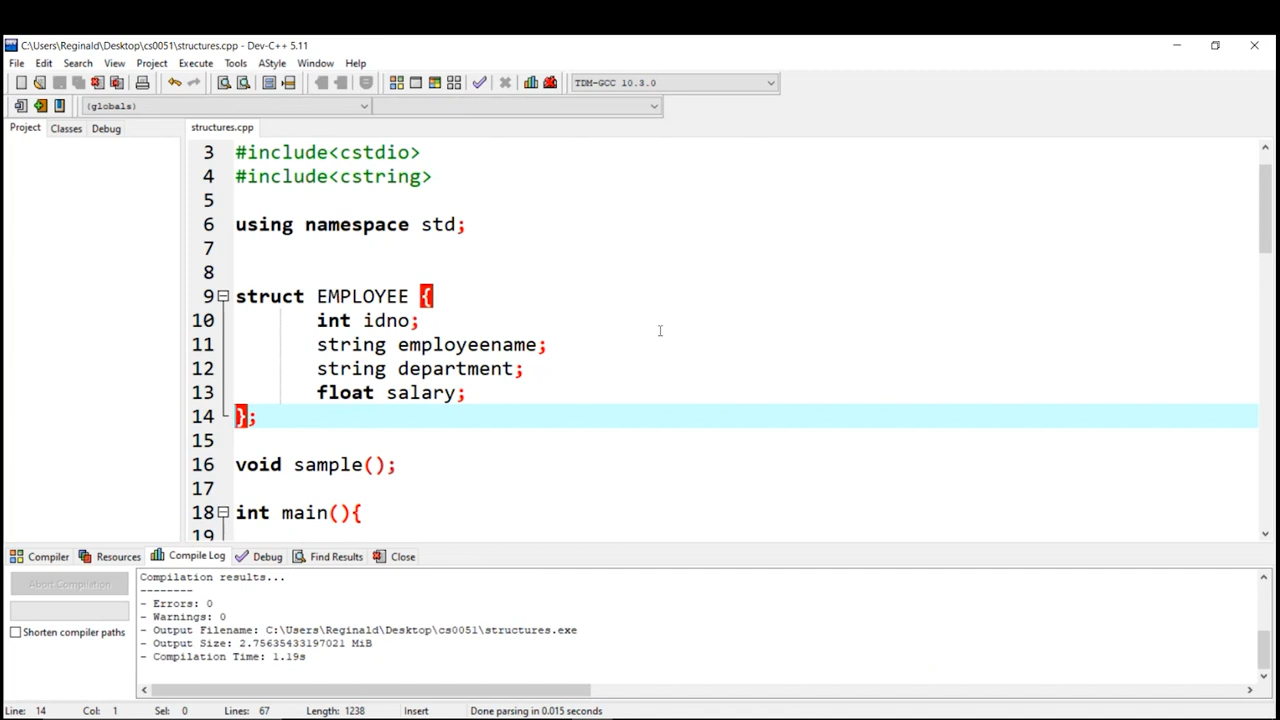 C:\Users\Reginald\Desktop\cs0051\structures.cpp - Dev-C++ 5.11
File Edit Search View Project Execute Tools AStyle Window Help
TDM-GCC 10.3.0
(globals)
Project Classes Debug structures.cpp
3 #include<cstdio>
4 #include<cstring>
5
6 using namespace std;
7
8
9 struct EMPLOYEE {
10 int idno;
11 string employeename;
12 string department;
13 float salary;
14 };
15
16 void sample();
17
18 int main(){
19
Compiler Resources Compile Log Debug Find Results Close
Abort Compilation
Shorten compiler paths
Compilation results...
--------
- Errors: 0
- Warnings: 0
- Output Filename: C:\Users\Reginald\Desktop\cs0051\structures.exe
- Output Size: 2.75635433197021 MiB
- Compilation Time: 1.19s
Line: 14 Col: 1 Sel: 0 Lines: 67 Length: 1238 Insert Done parsing in 0.015 seconds